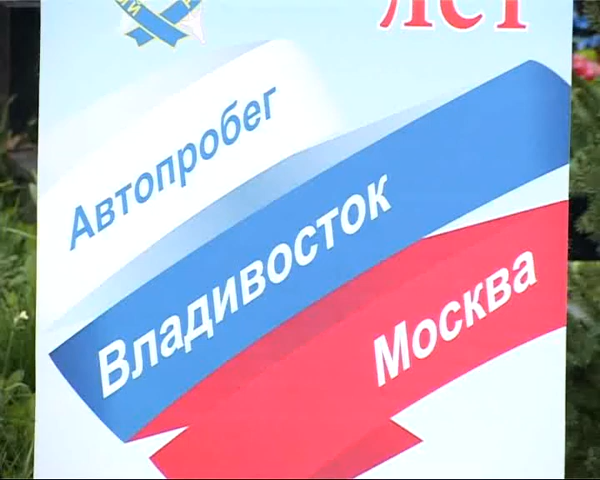 лет
Автопробег
Владивосток
Москва